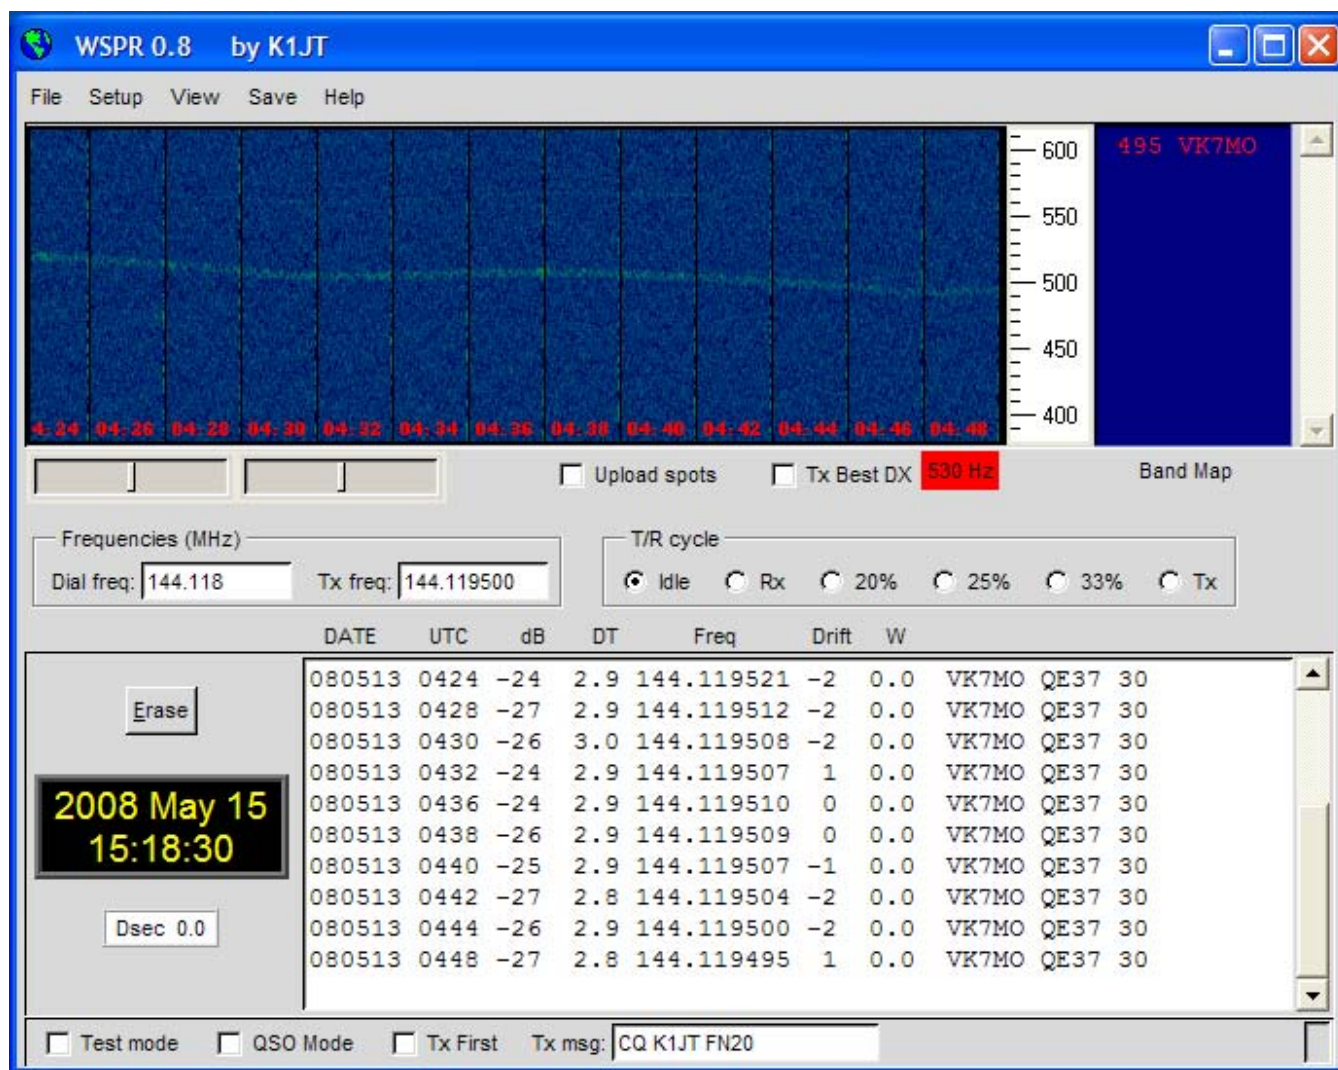 WSPR 0.8 by K1JT
File Setup View Save Help
495 VK7MO
600
550
500
450
400
4:24 04:26 04:28 04:30 04:32 04:34 04:36 04:38 04:40 04:42 04:44 04:46 04:48
Upload spots Tx Best DX 530 Hz Band Map
Frequencies (MHz) T/R cycle
Dial freq: 144.118 Tx freq: 144.119500 Idle Rx 20% 25% 33% Tx
DATE UTC dB DT Freq Drift W
080513 0424 -24 2.9 144.119521 -2 0.0 VK7MO QE37 30
080513 0428 -27 2.9 144.119512 -2 0.0 VK7MO QE37 30
080513 0430 -26 3.0 144.119508 -2 0.0 VK7MO QE37 30
080513 0432 -24 2.9 144.119507 1 0.0 VK7MO QE37 30
080513 0436 -24 2.9 144.119510 0 0.0 VK7MO QE37 30
080513 0438 -26 2.9 144.119509 0 0.0 VK7MO QE37 30
080513 0440 -25 2.9 144.119507 -1 0.0 VK7MO QE37 30
080513 0442 -27 2.8 144.119504 -2 0.0 VK7MO QE37 30
080513 0444 -26 2.9 144.119500 -2 0.0 VK7MO QE37 30
080513 0448 -27 2.8 144.119495 1 0.0 VK7MO QE37 30
Erase
2008 May 15
15:18:30
Dsec 0.0
Test mode QSO Mode Tx First Tx msg: CQ K1JT FN20